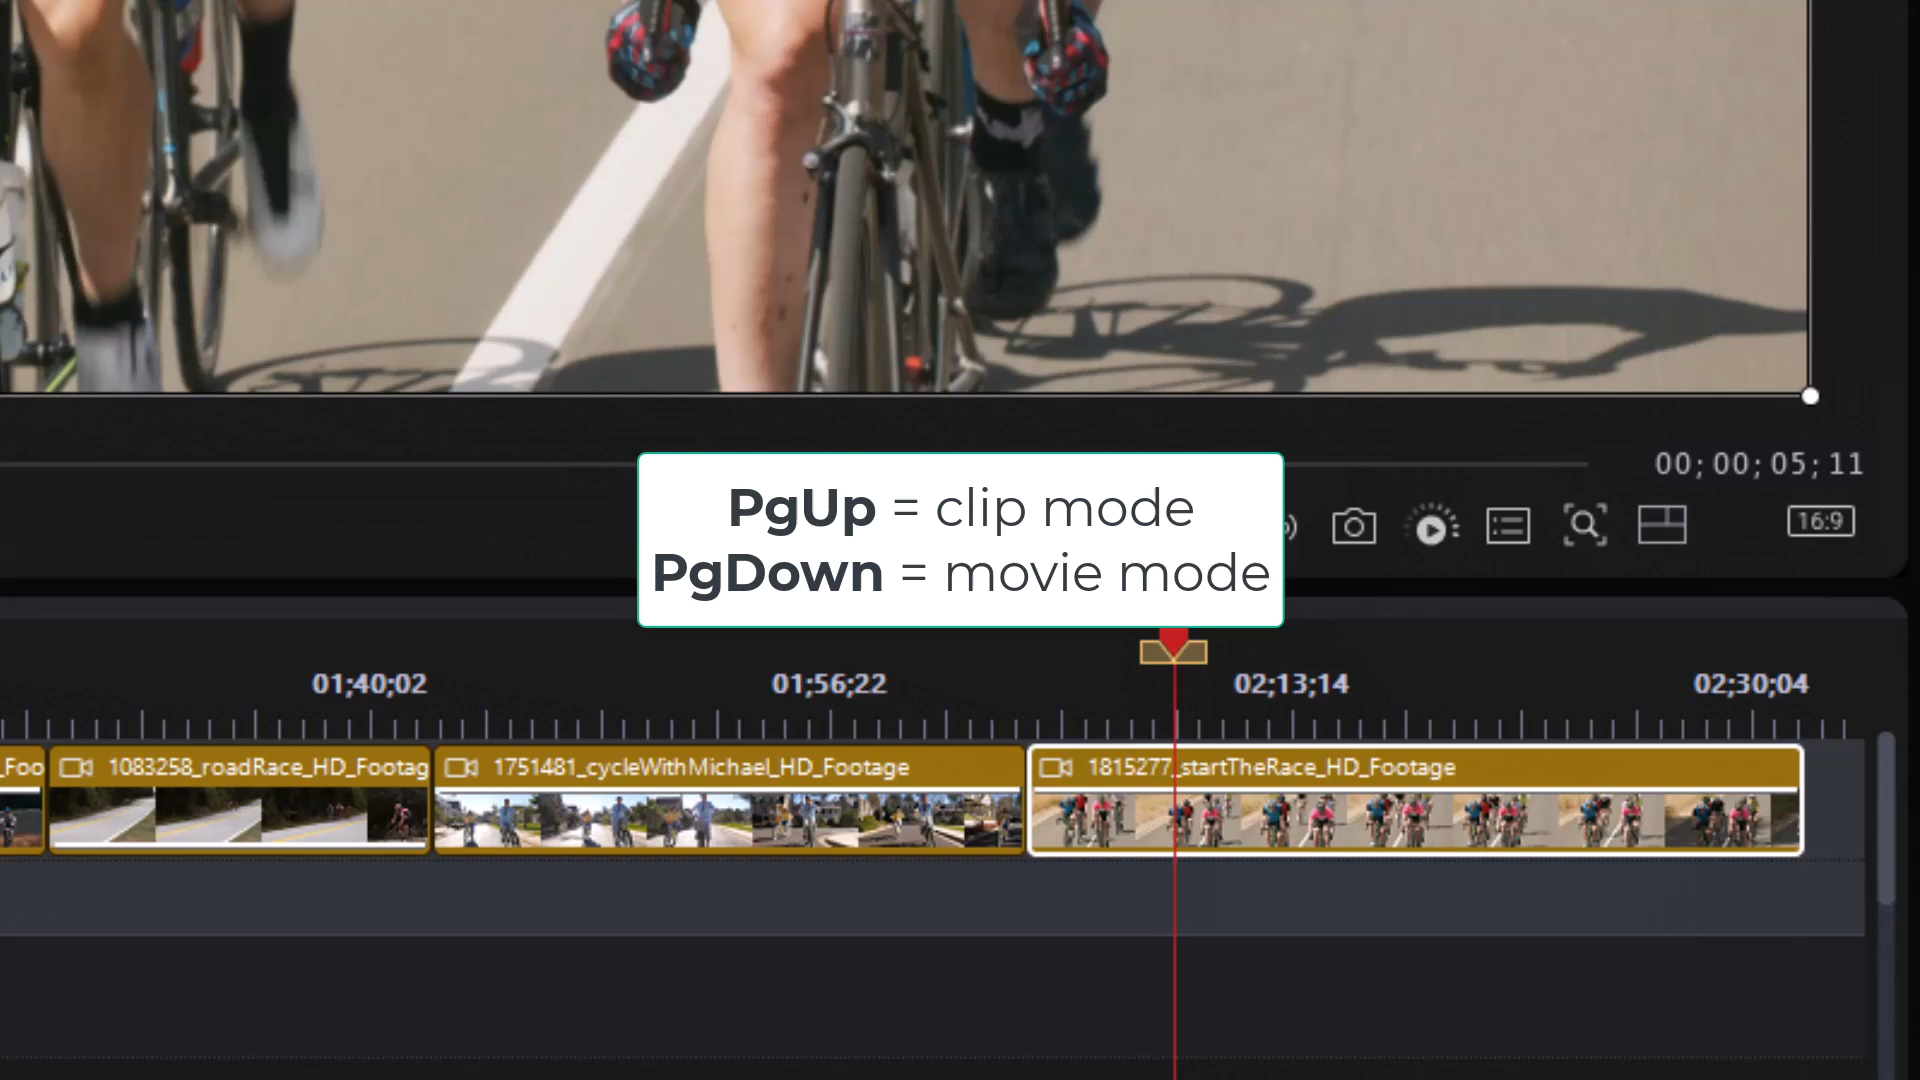 00;00;05;11
PgUp = clip mode
PgDown = movie mode
16:9
01;40;02
01;56;22
02;13;14
02;30;04
_Foo
1083258_roadRace_HD_Footag
1751481_cycleWithMichael_HD_Footage
1815277_startTheRace_HD_Footage